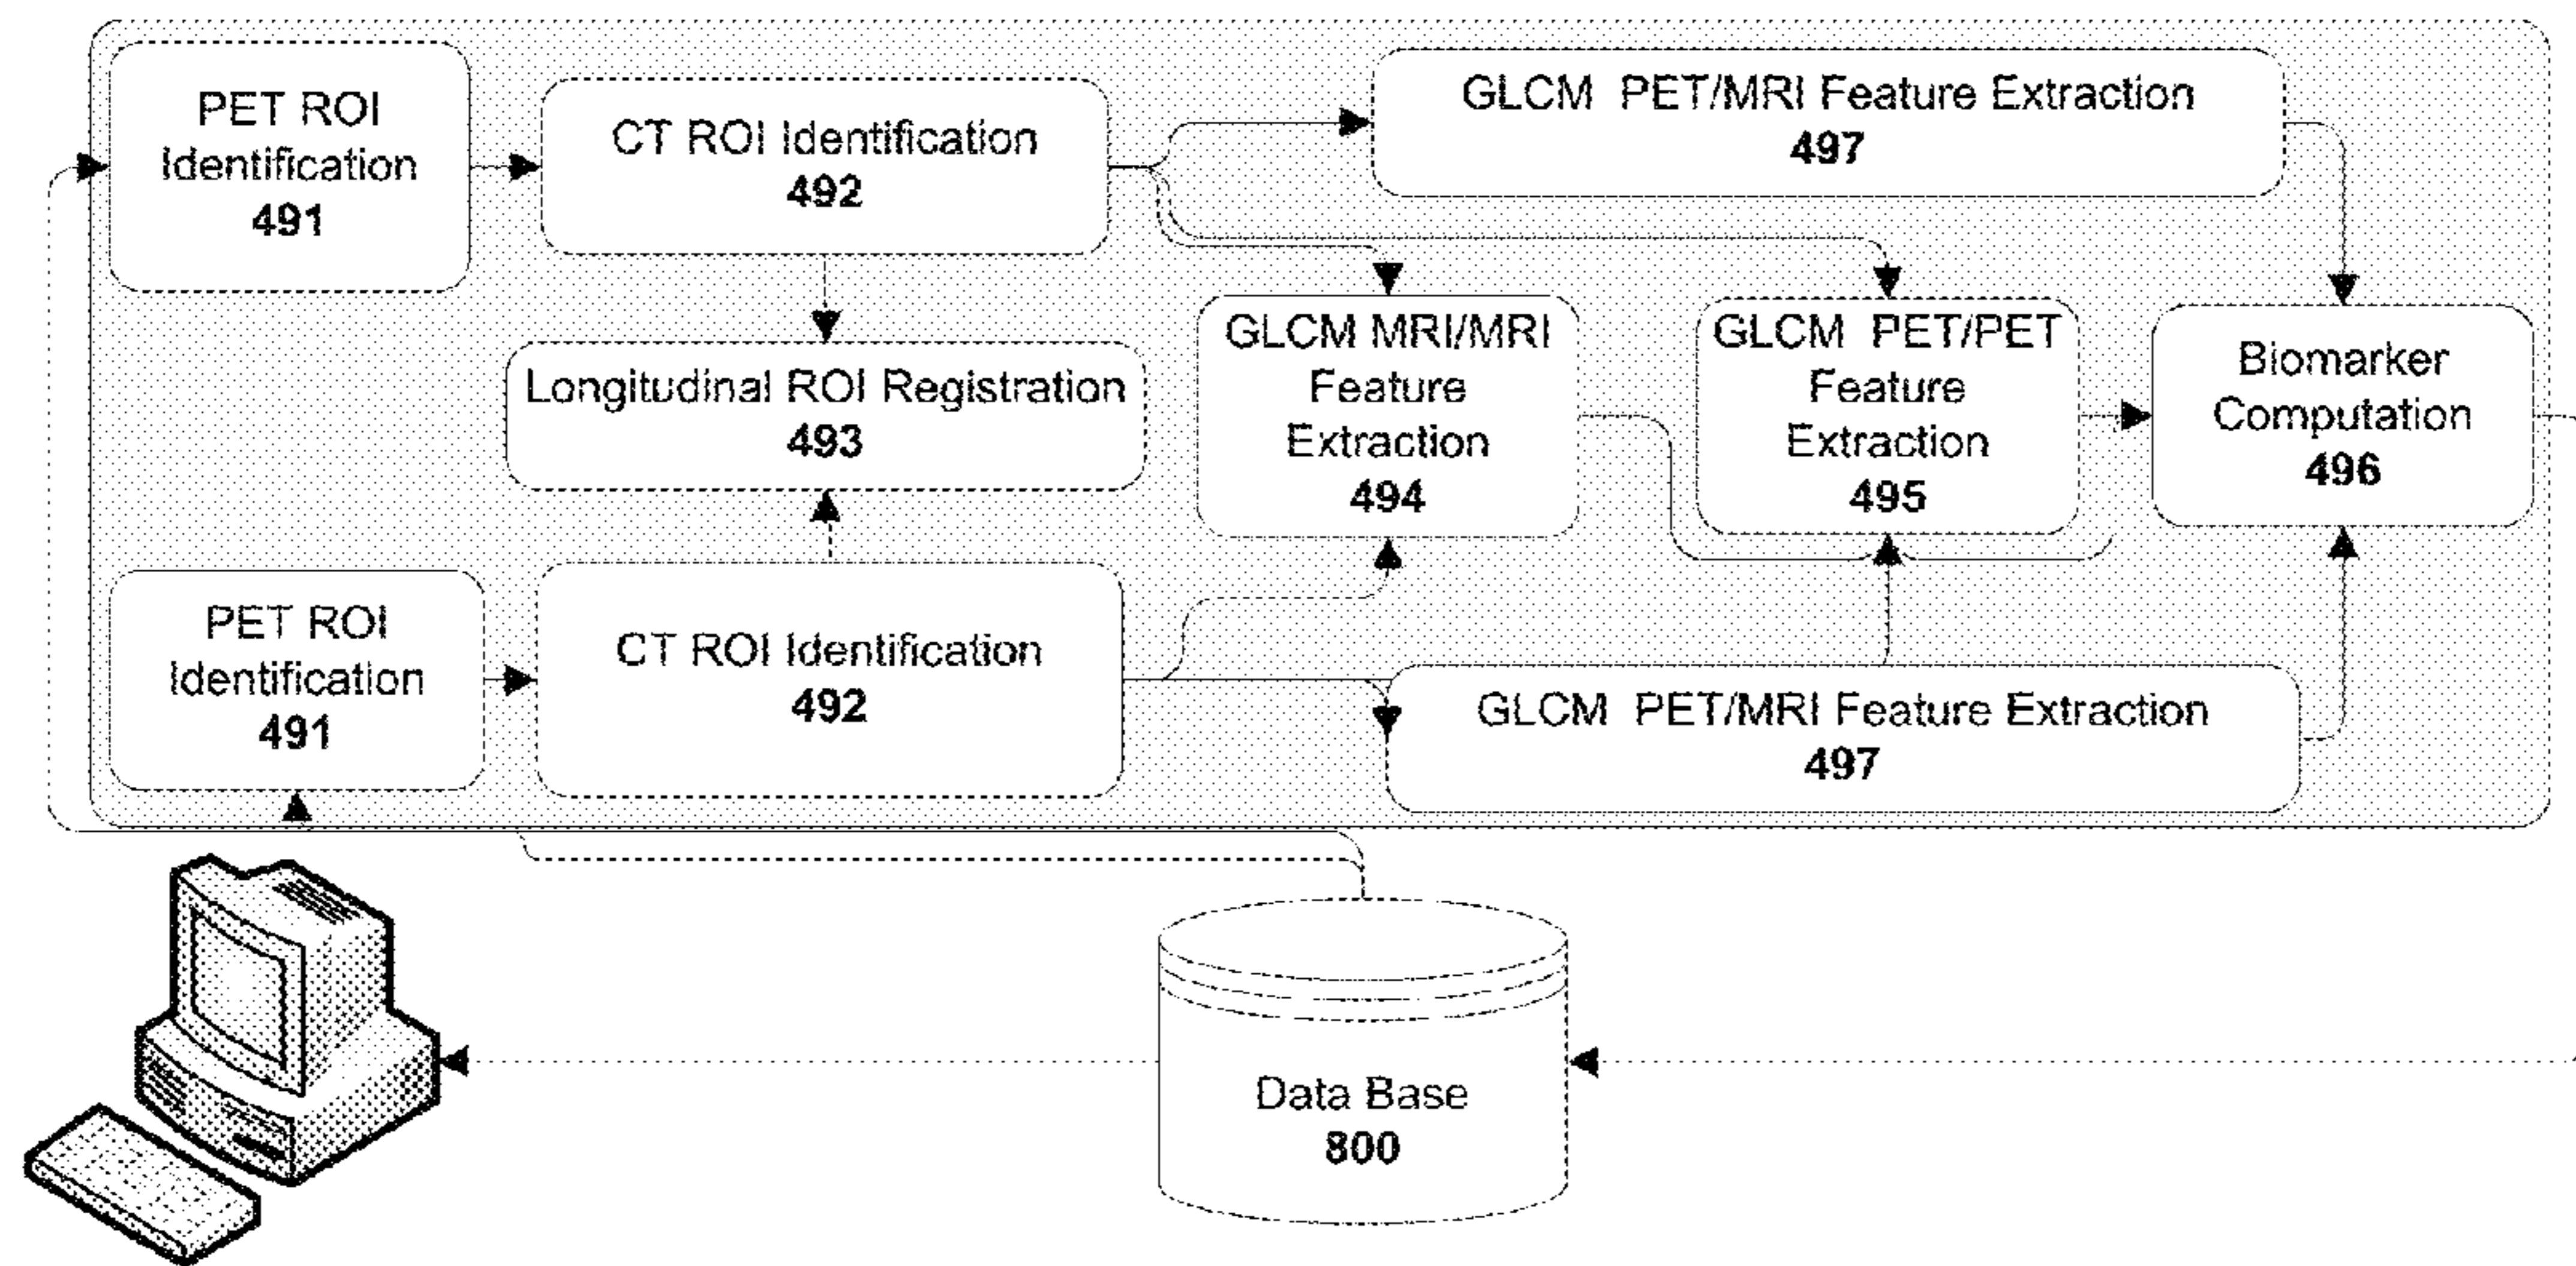 PET ROI
Identification
491
CT ROI Identification
492
GLCM PET/MRI Feature Extraction
497
Longitudinal ROI Registration
493
GLCM MRI/MRI
Feature
Extraction
494
GLCM PET/PET
Feature
Extraction
495
Biomarker
Computation
496
PET ROI
Identification
491
CT ROI Identification
492
GLCM PET/MRI Feature Extraction
497
Data Base
800